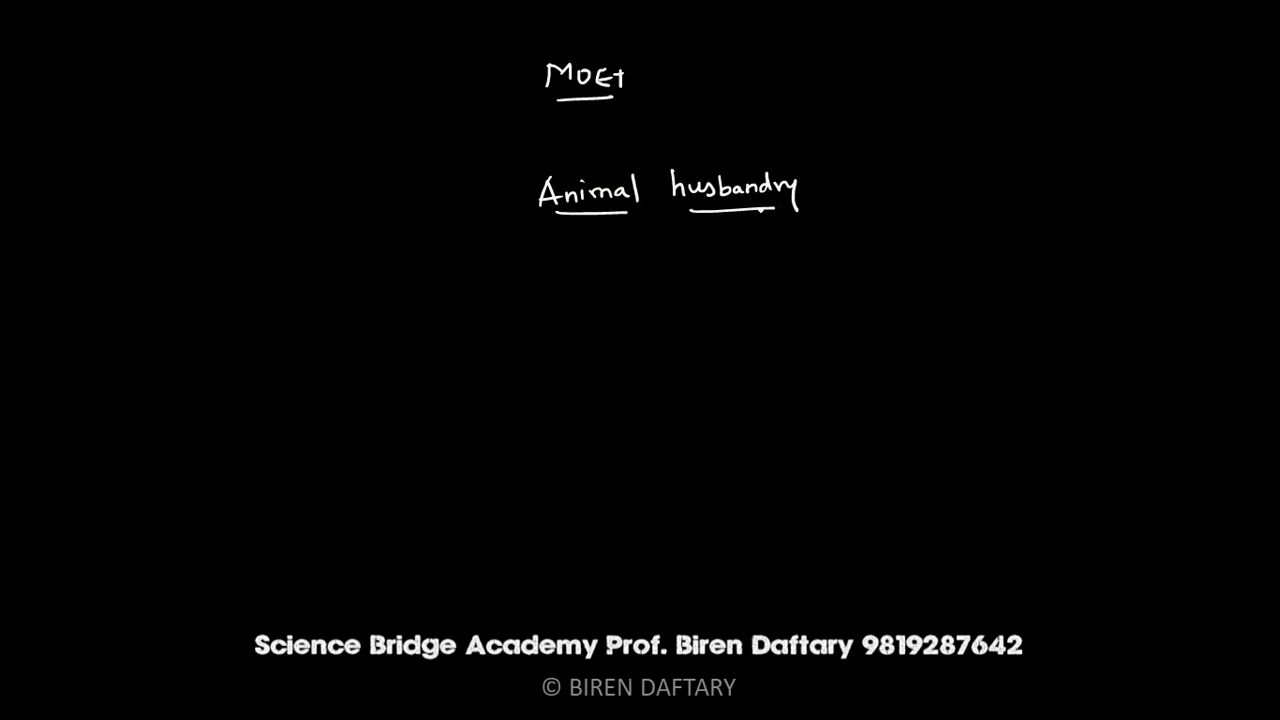 MOET
Animal husbandry
Science Bridge Academy Prof. Biren Daftary 9819287642
© BIREN DAFTARY